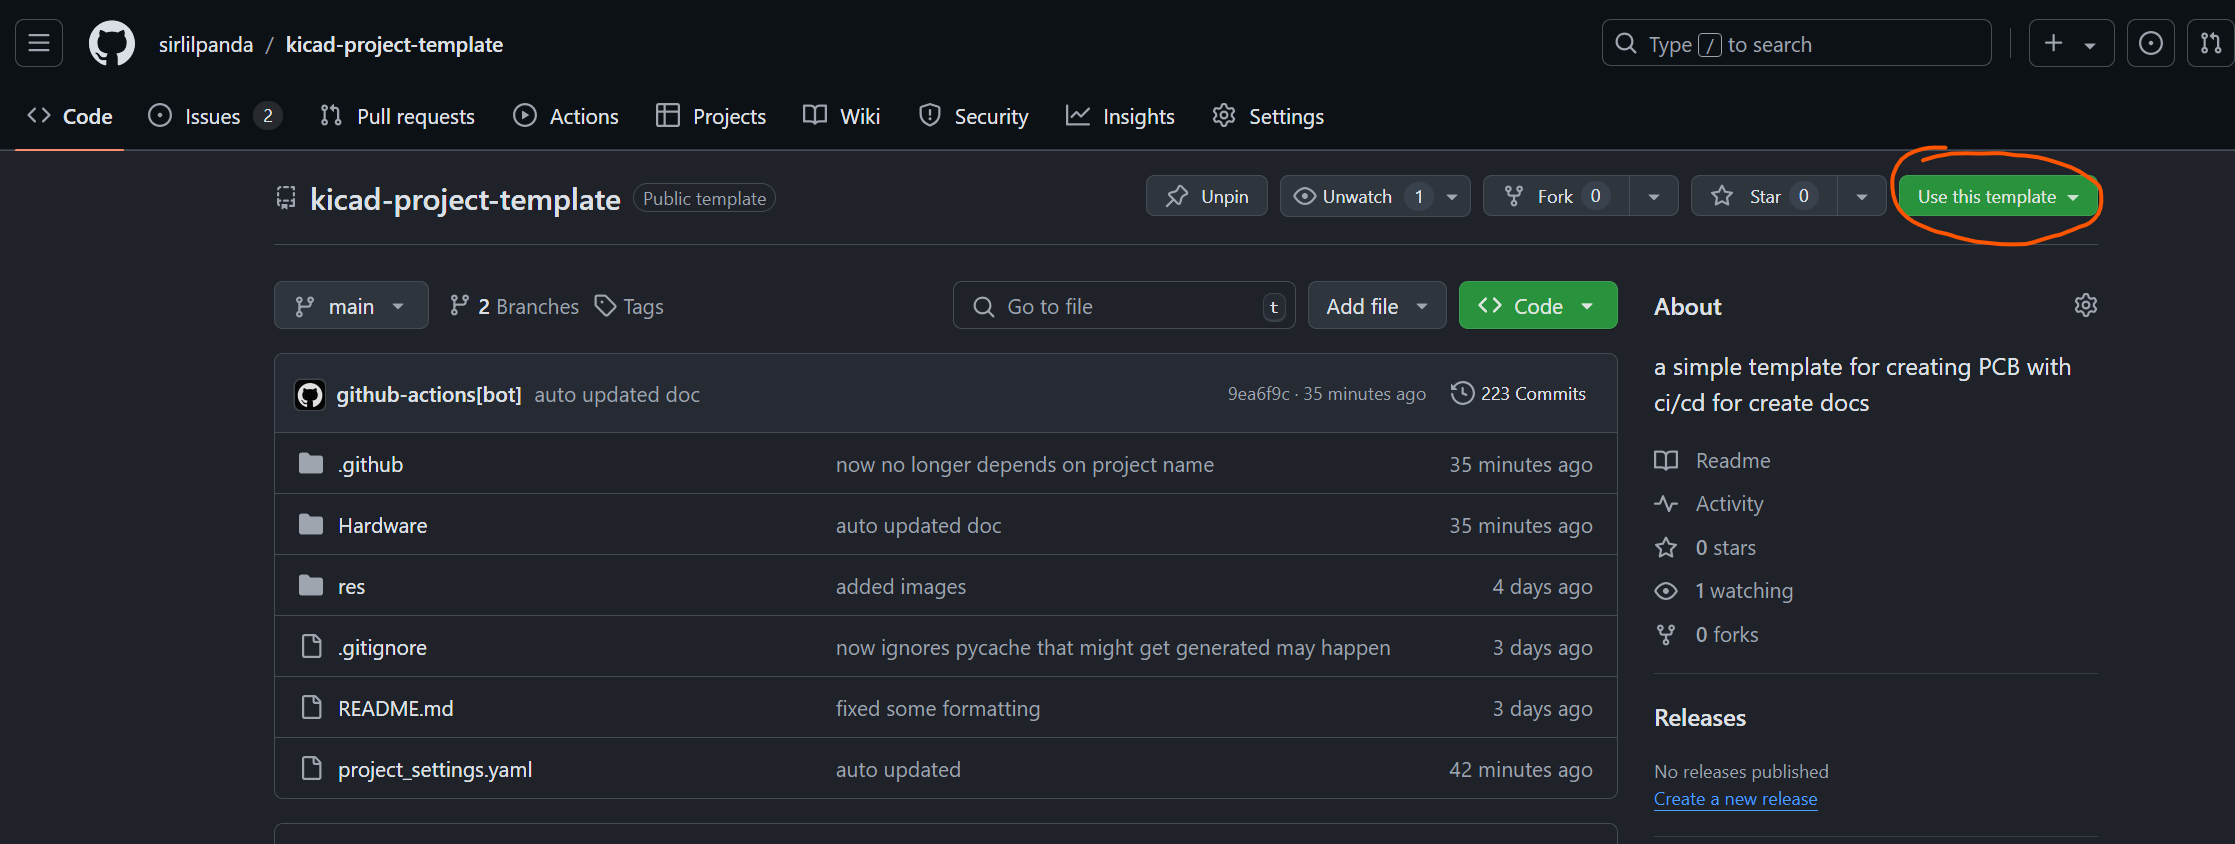 sirlilpanda / kicad-project-template
Type / to search
Code
Issues 2
Pull requests
Actions
Projects
Wiki
Security
Insights
Settings
kicad-project-template Public template
Unpin
Unwatch 1
Fork 0
Star 0
Use this template
main
2 Branches
Tags
Go to file t
Add file
Code
github-actions[bot] auto updated doc 9ea6f9c · 35 minutes ago 223 Commits
.github now no longer depends on project name 35 minutes ago
Hardware auto updated doc 35 minutes ago
res added images 4 days ago
.gitignore now ignores pycache that might get generated may happen 3 days ago
README.md fixed some formatting 3 days ago
project_settings.yaml auto updated 42 minutes ago
About
a simple template for creating PCB with
ci/cd for create docs
Readme
Activity
0 stars
1 watching
0 forks
Releases
No releases published
Create a new release